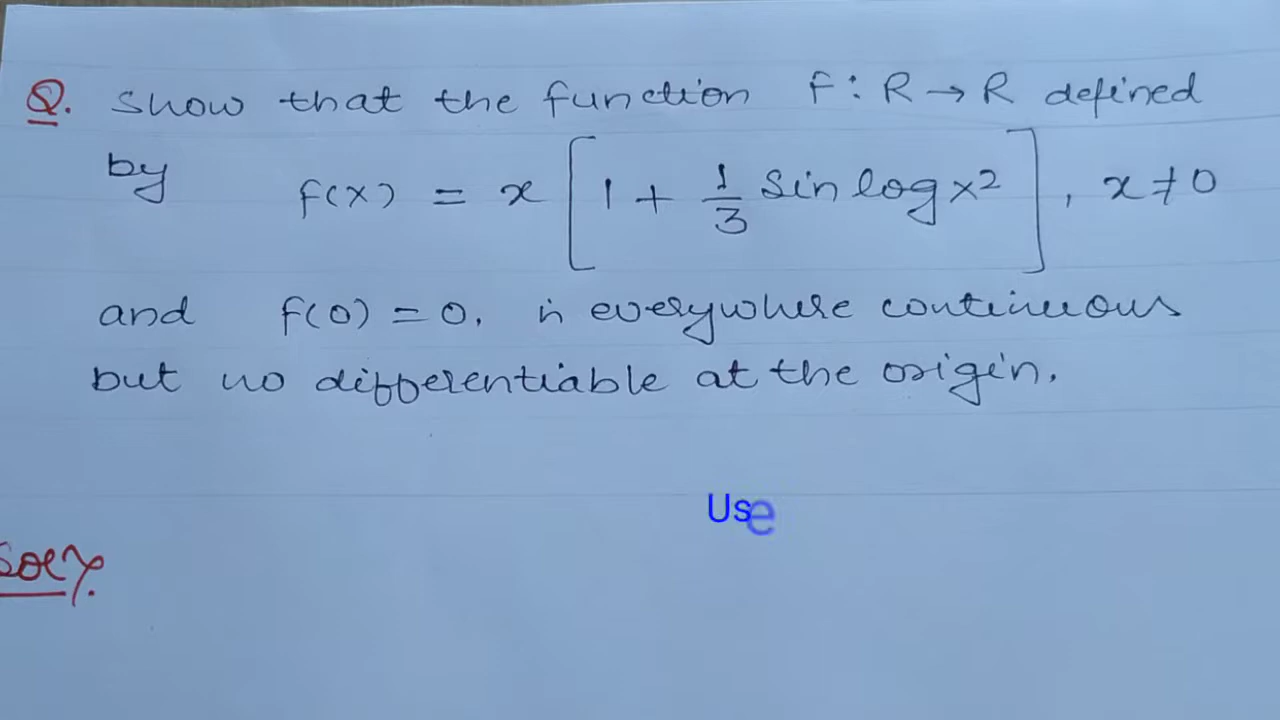 Q. Show that the function f: R → R defined
by f(x) = x [1 + 1/3 sin log x²], x ≠ 0
and f(0) = 0. is everywhere continuous
but no differentiable at the origin.
Use
Solⁿ.